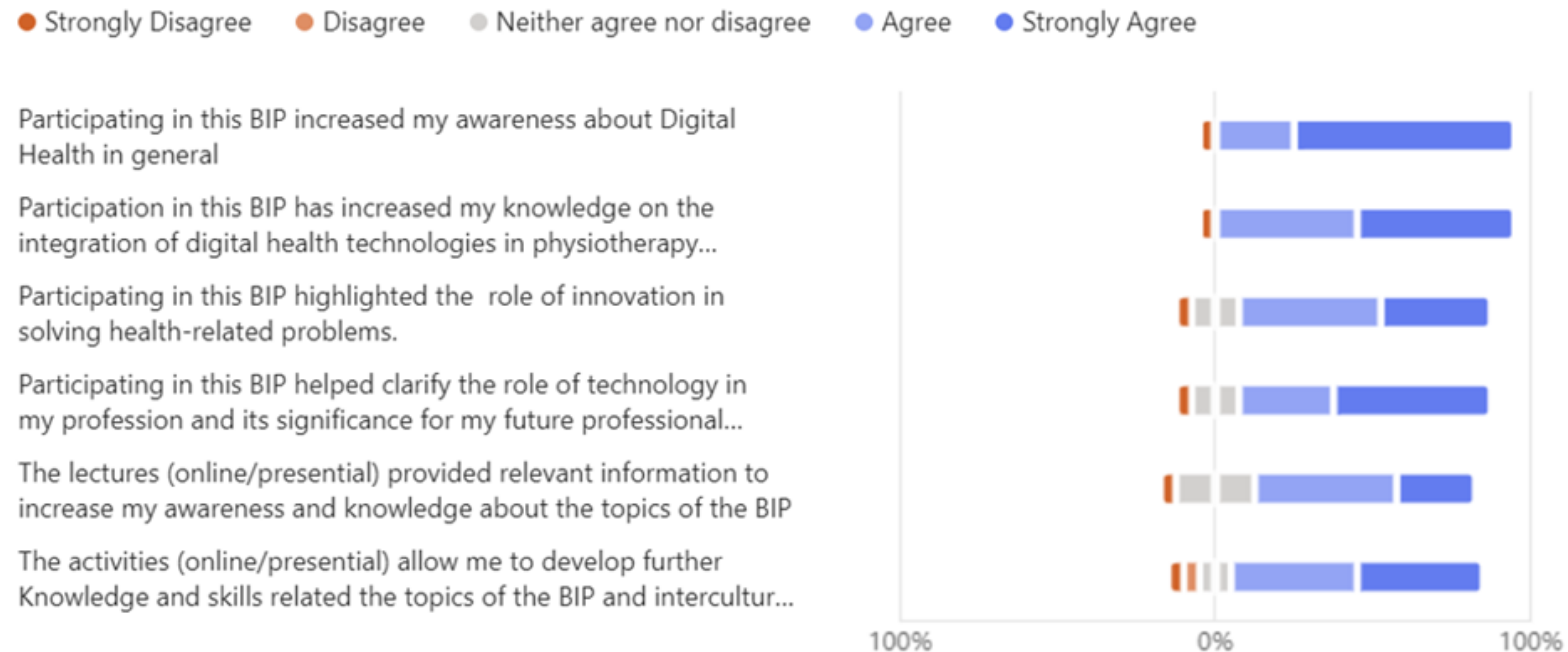 Strongly Disagree Disagree Neither agree nor disagree Agree Strongly Agree
Participating in this BIP increased my awareness about Digital
Health in general
Participation in this BIP has increased my knowledge on the
integration of digital health technologies in physiotherapy...
Participating in this BIP highlighted the  role of innovation in
solving health-related problems.
Participating in this BIP helped clarify the role of technology in
my profession and its significance for my future professional...
The lectures (online/presential) provided relevant information to
increase my awareness and knowledge about the topics of the BIP
The activities (online/presential) allow me to develop further
Knowledge and skills related the topics of the BIP and intercultur...
100% 0% 100%